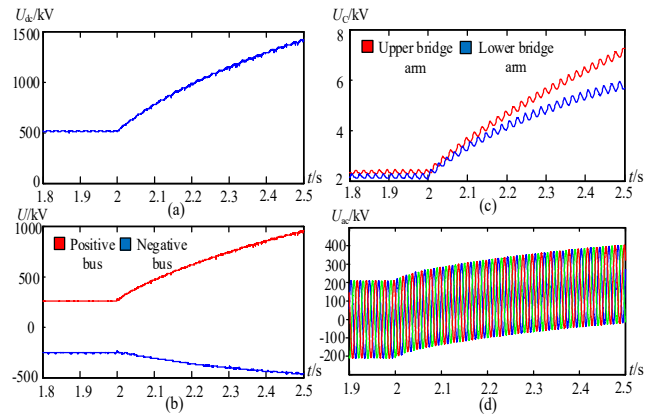 U_dc/kV
1500
1000
500
0
1.8 1.9 2 2.1 2.2 2.3 2.4 2.5
t/s
(a)
U/kV
1000
500
0
-500
Positive bus
Negative bus
1.8 1.9 2 2.1 2.2 2.3 2.4 2.5
t/s
(b)
U_C/kV
8
6
4
2
Upper bridge arm
Lower bridge arm
1.8 1.9 2 2.1 2.2 2.3 2.4 2.5
t/s
(c)
U_ac/kV
400
300
200
100
0
-100
-200
1.9 2 2.1 2.2 2.3 2.4 2.5
t/s
(d)